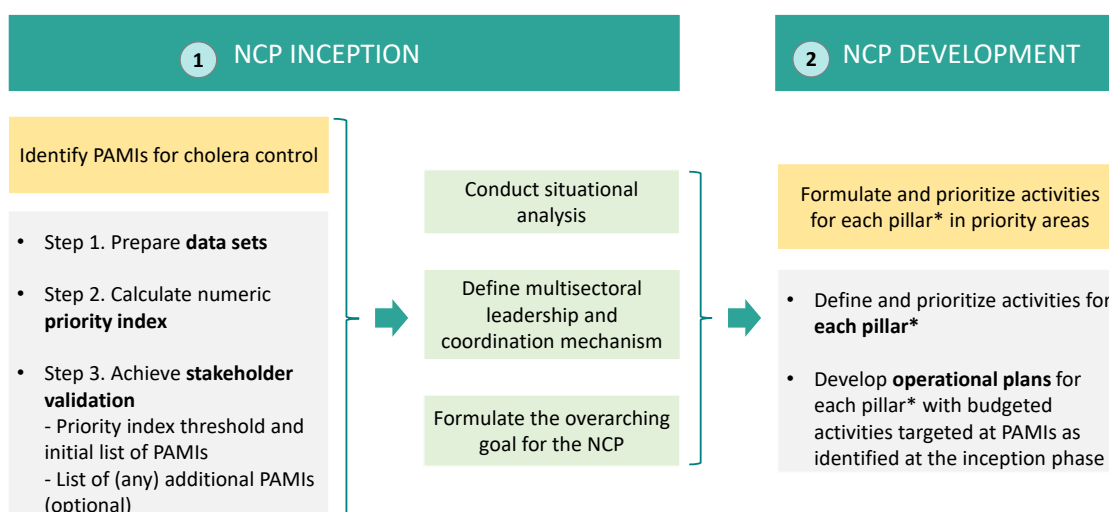 1 NCP INCEPTION
Identify PAMIs for cholera control
• Step 1. Prepare data sets
• Step 2. Calculate numeric
priority index
• Step 3. Achieve stakeholder
validation
- Priority index threshold and
initial list of PAMIs
- List of (any) additional PAMIs
(optional)
Conduct situational
analysis
Define multisectoral
leadership and
coordination mechanism
Formulate the overarching
goal for the NCP
2 NCP DEVELOPMENT
Formulate and prioritize activities
for each pillar* in priority areas
• Define and prioritize activities for
each pillar*
• Develop operational plans for
each pillar* with budgeted
activities targeted at PAMIs as
identified at the inception phase